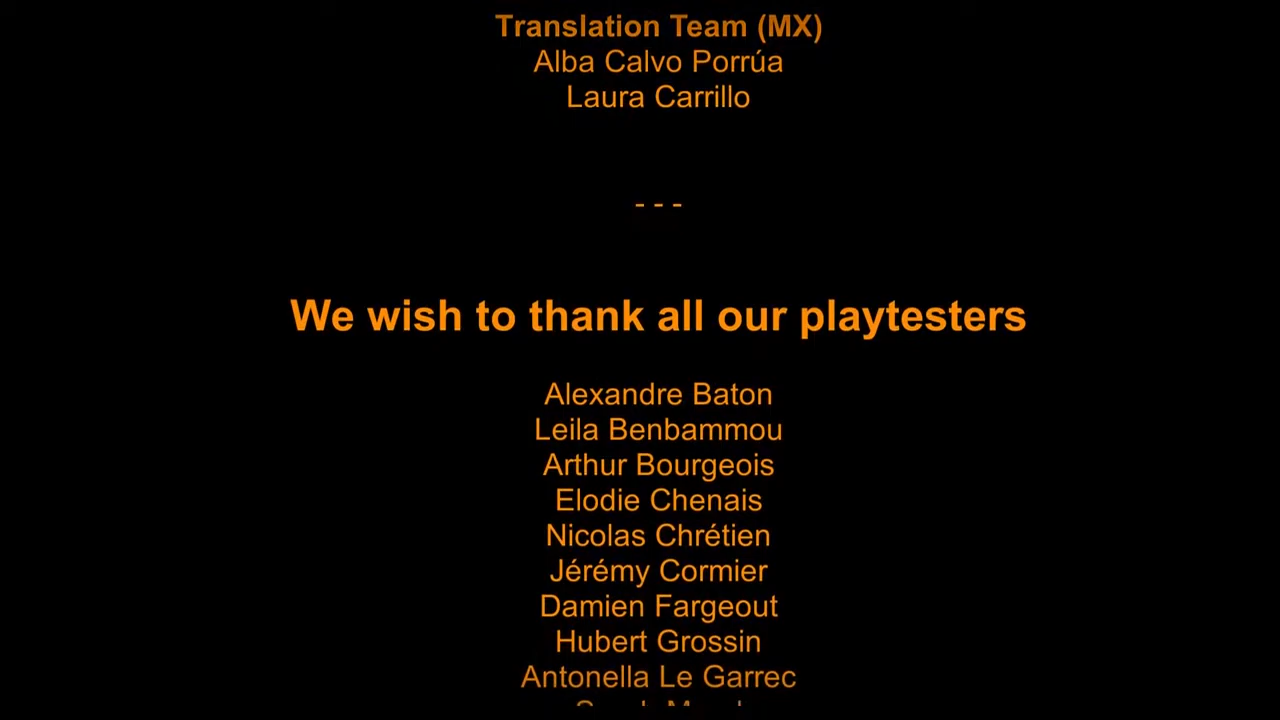 Translation Team (MX)
Alba Calvo Porrúa
Laura Carrillo
- - -
We wish to thank all our playtesters
Alexandre Baton
Leila Benbammou
Arthur Bourgeois
Elodie Chenais
Nicolas Chrétien
Jérémy Cormier
Damien Fargeout
Hubert Grossin
Antonella Le Garrec